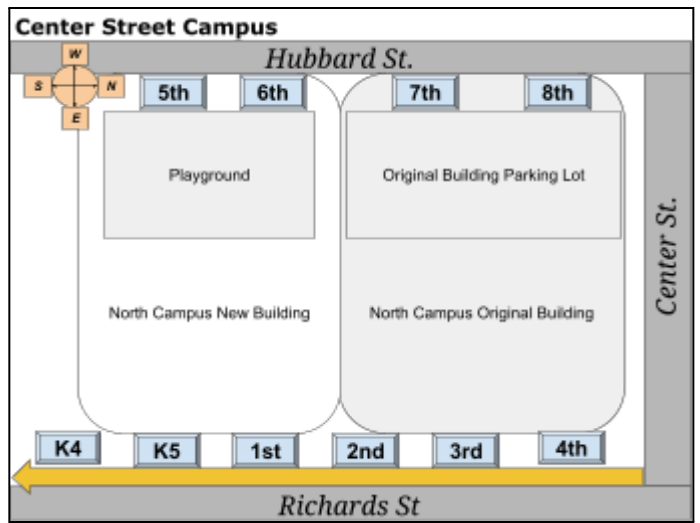 Center Street Campus
Hubbard St.
W
S
N
E
5th
6th
7th
8th
Playground
Original Building Parking Lot
Center St.
North Campus New Building
North Campus Original Building
K4
K5
1st
2nd
3rd
4th
Richards St